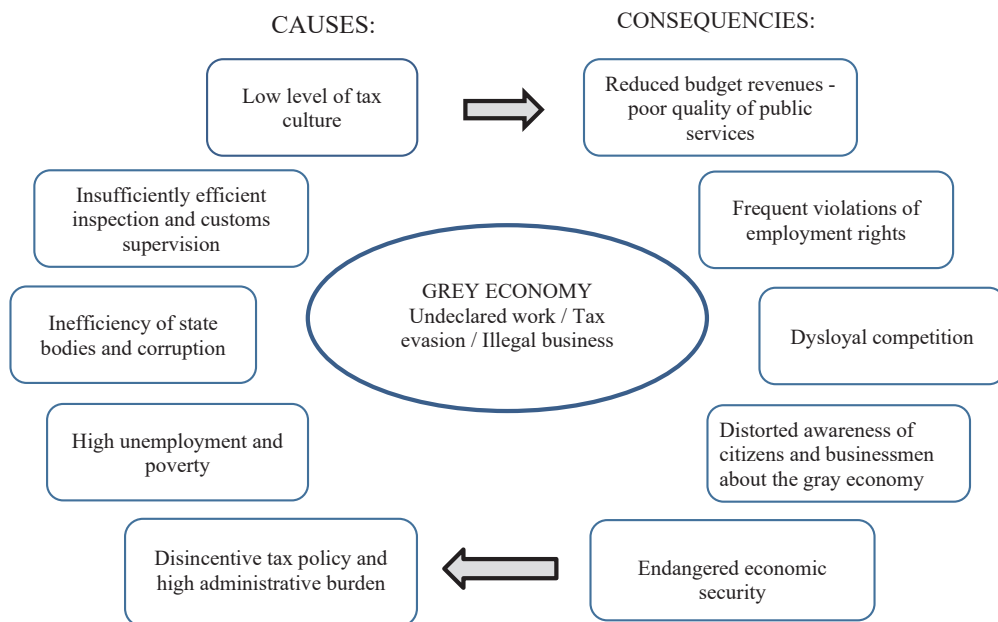 CAUSES:
CONSEQUENCIES:
Low level of tax
culture
Reduced budget revenues -
poor quality of public
services
Insufficiently efficient
inspection and customs
supervision
Frequent violations of
employment rights
GREY ECONOMY
Undeclared work / Tax
evasion / Illegal business
Inefficiency of state
bodies and corruption
Dysloyal competition
High unemployment and
poverty
Distorted awareness of
citizens and businessmen
about the gray economy
Disincentive tax policy and
high administrative burden
Endangered economic
security